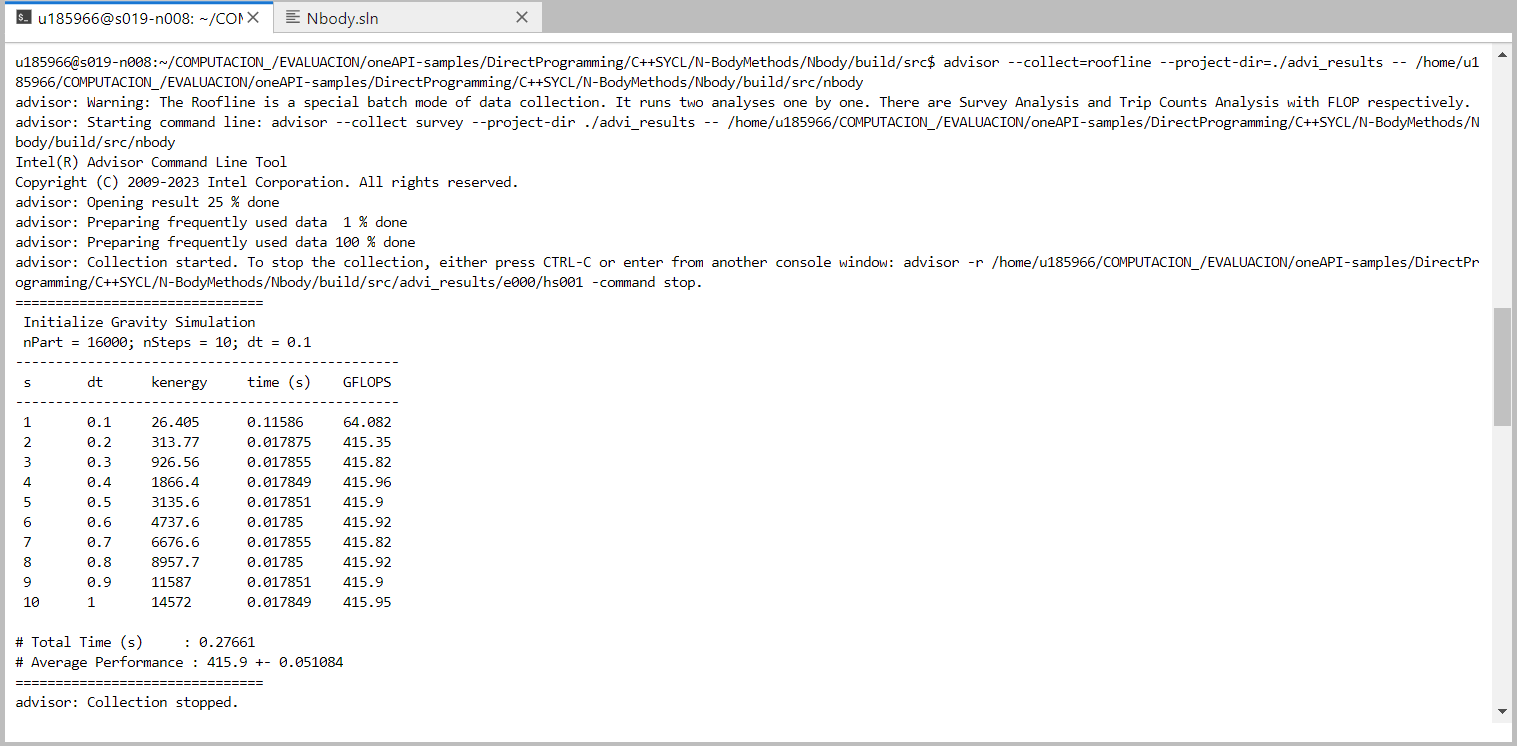 u185966@s019-n008: ~/COM
Nbody.sln
u185966@s019-n008:~/COMPUTACION_/EVALUACION/oneAPI-samples/DirectProgramming/C++SYCL/N-BodyMethods/Nbody/build/src$ advisor --collect=roofline --project-dir=./advi_results -- /home/u1
85966/COMPUTACION_/EVALUACION/oneAPI-samples/DirectProgramming/C++SYCL/N-BodyMethods/Nbody/build/src/nbody
advisor: Warning: The Roofline is a special batch mode of data collection. It runs two analyses one by one. There are Survey Analysis and Trip Counts Analysis with FLOP respectively.
advisor: Starting command line: advisor --collect survey --project-dir ./advi_results -- /home/u185966/COMPUTACION_/EVALUACION/oneAPI-samples/DirectProgramming/C++SYCL/N-BodyMethods/N
body/build/src/nbody
Intel(R) Advisor Command Line Tool
Copyright (C) 2009-2023 Intel Corporation. All rights reserved.
advisor: Opening result 25 % done
advisor: Preparing frequently used data  1 % done
advisor: Preparing frequently used data 100 % done
advisor: Collection started. To stop the collection, either press CTRL-C or enter from another console window: advisor -r /home/u185966/COMPUTACION_/EVALUACION/oneAPI-samples/DirectPr
ogramming/C++SYCL/N-BodyMethods/Nbody/build/src/advi_results/e000/hs001 -command stop.
===============================
 Initialize Gravity Simulation
 nPart = 16000; nSteps = 10; dt = 0.1
------------------------------------------------
 s       dt      kenergy     time (s)    GFLOPS
------------------------------------------------
 1       0.1     26.405      0.11586     64.082
 2       0.2     313.77      0.017875    415.35
 3       0.3     926.56      0.017855    415.82
 4       0.4     1866.4      0.017849    415.96
 5       0.5     3135.6      0.017851    415.9
 6       0.6     4737.6      0.01785     415.92
 7       0.7     6676.6      0.017855    415.82
 8       0.8     8957.7      0.01785     415.92
 9       0.9     11587       0.017851    415.9
 10      1       14572       0.017849    415.95
# Total Time (s)     : 0.27661
# Average Performance : 415.9 +- 0.051084
===============================
advisor: Collection stopped.